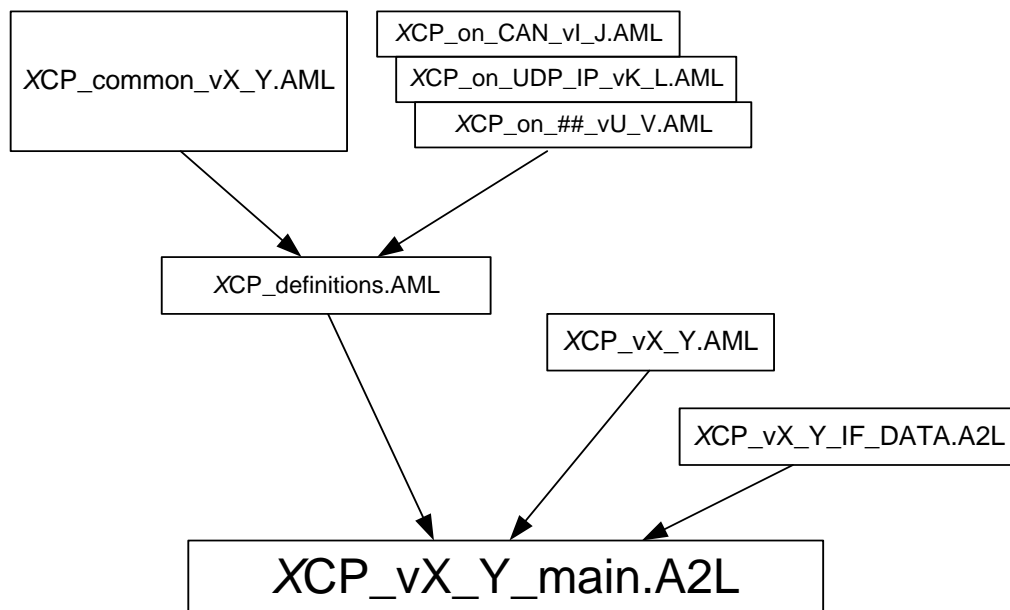 XCP_common_vX_Y.AML
XCP_on_CAN_vI_J.AML
XCP_on_UDP_IP_vK_L.AML
XCP_on_##_vU_V.AML
XCP_definitions.AML
XCP_vX_Y.AML
XCP_vX_Y_IF_DATA.A2L
XCP_vX_Y_main.A2L